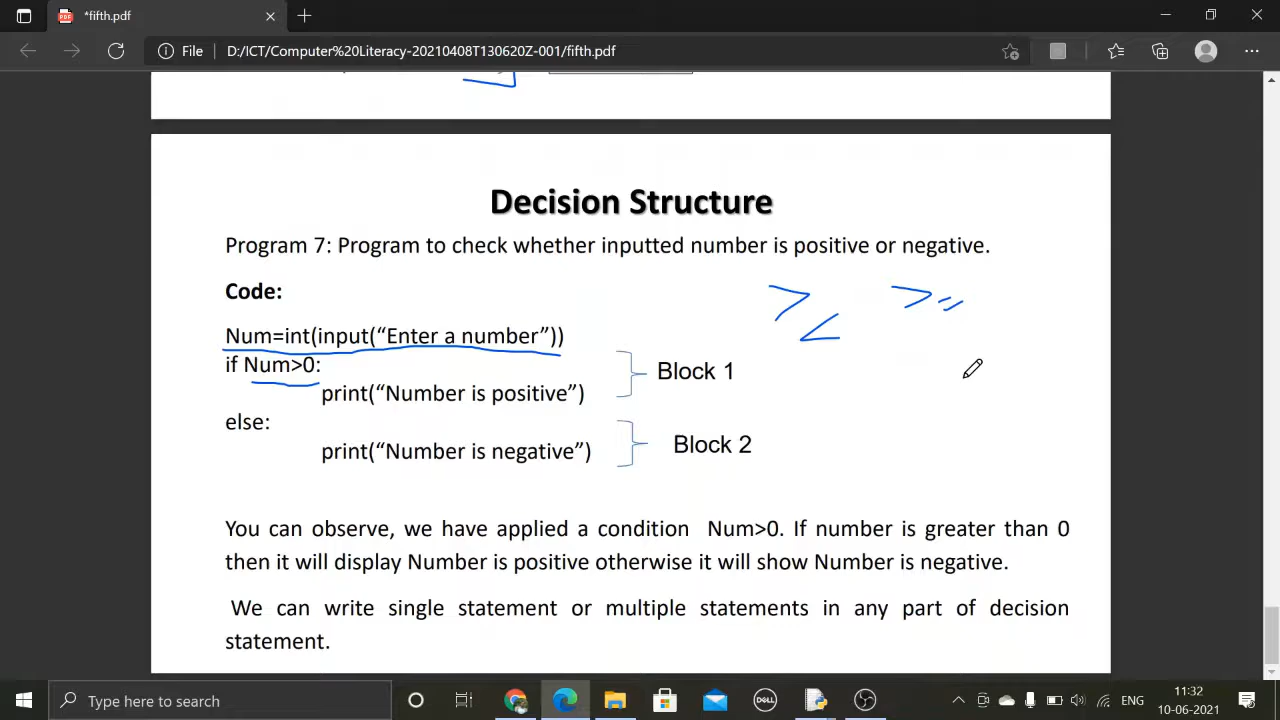 *fifth.pdf
File
D:/ICT/Computer%20Literacy-20210408T130620Z-001/fifth.pdf
Decision Structure
Program 7: Program to check whether inputted number is positive or negative.
Code:
> < >=
Num=int(input(“Enter a number”))
if Num>0:
Block 1
print(“Number is positive”)
else:
print(“Number is negative”)
Block 2
You can observe, we have applied a condition Num>0. If number is greater than 0
then it will display Number is positive otherwise it will show Number is negative.
We can write single statement or multiple statements in any part of decision
statement.
Type here to search
DELL
ENG
11:32
10-06-2021